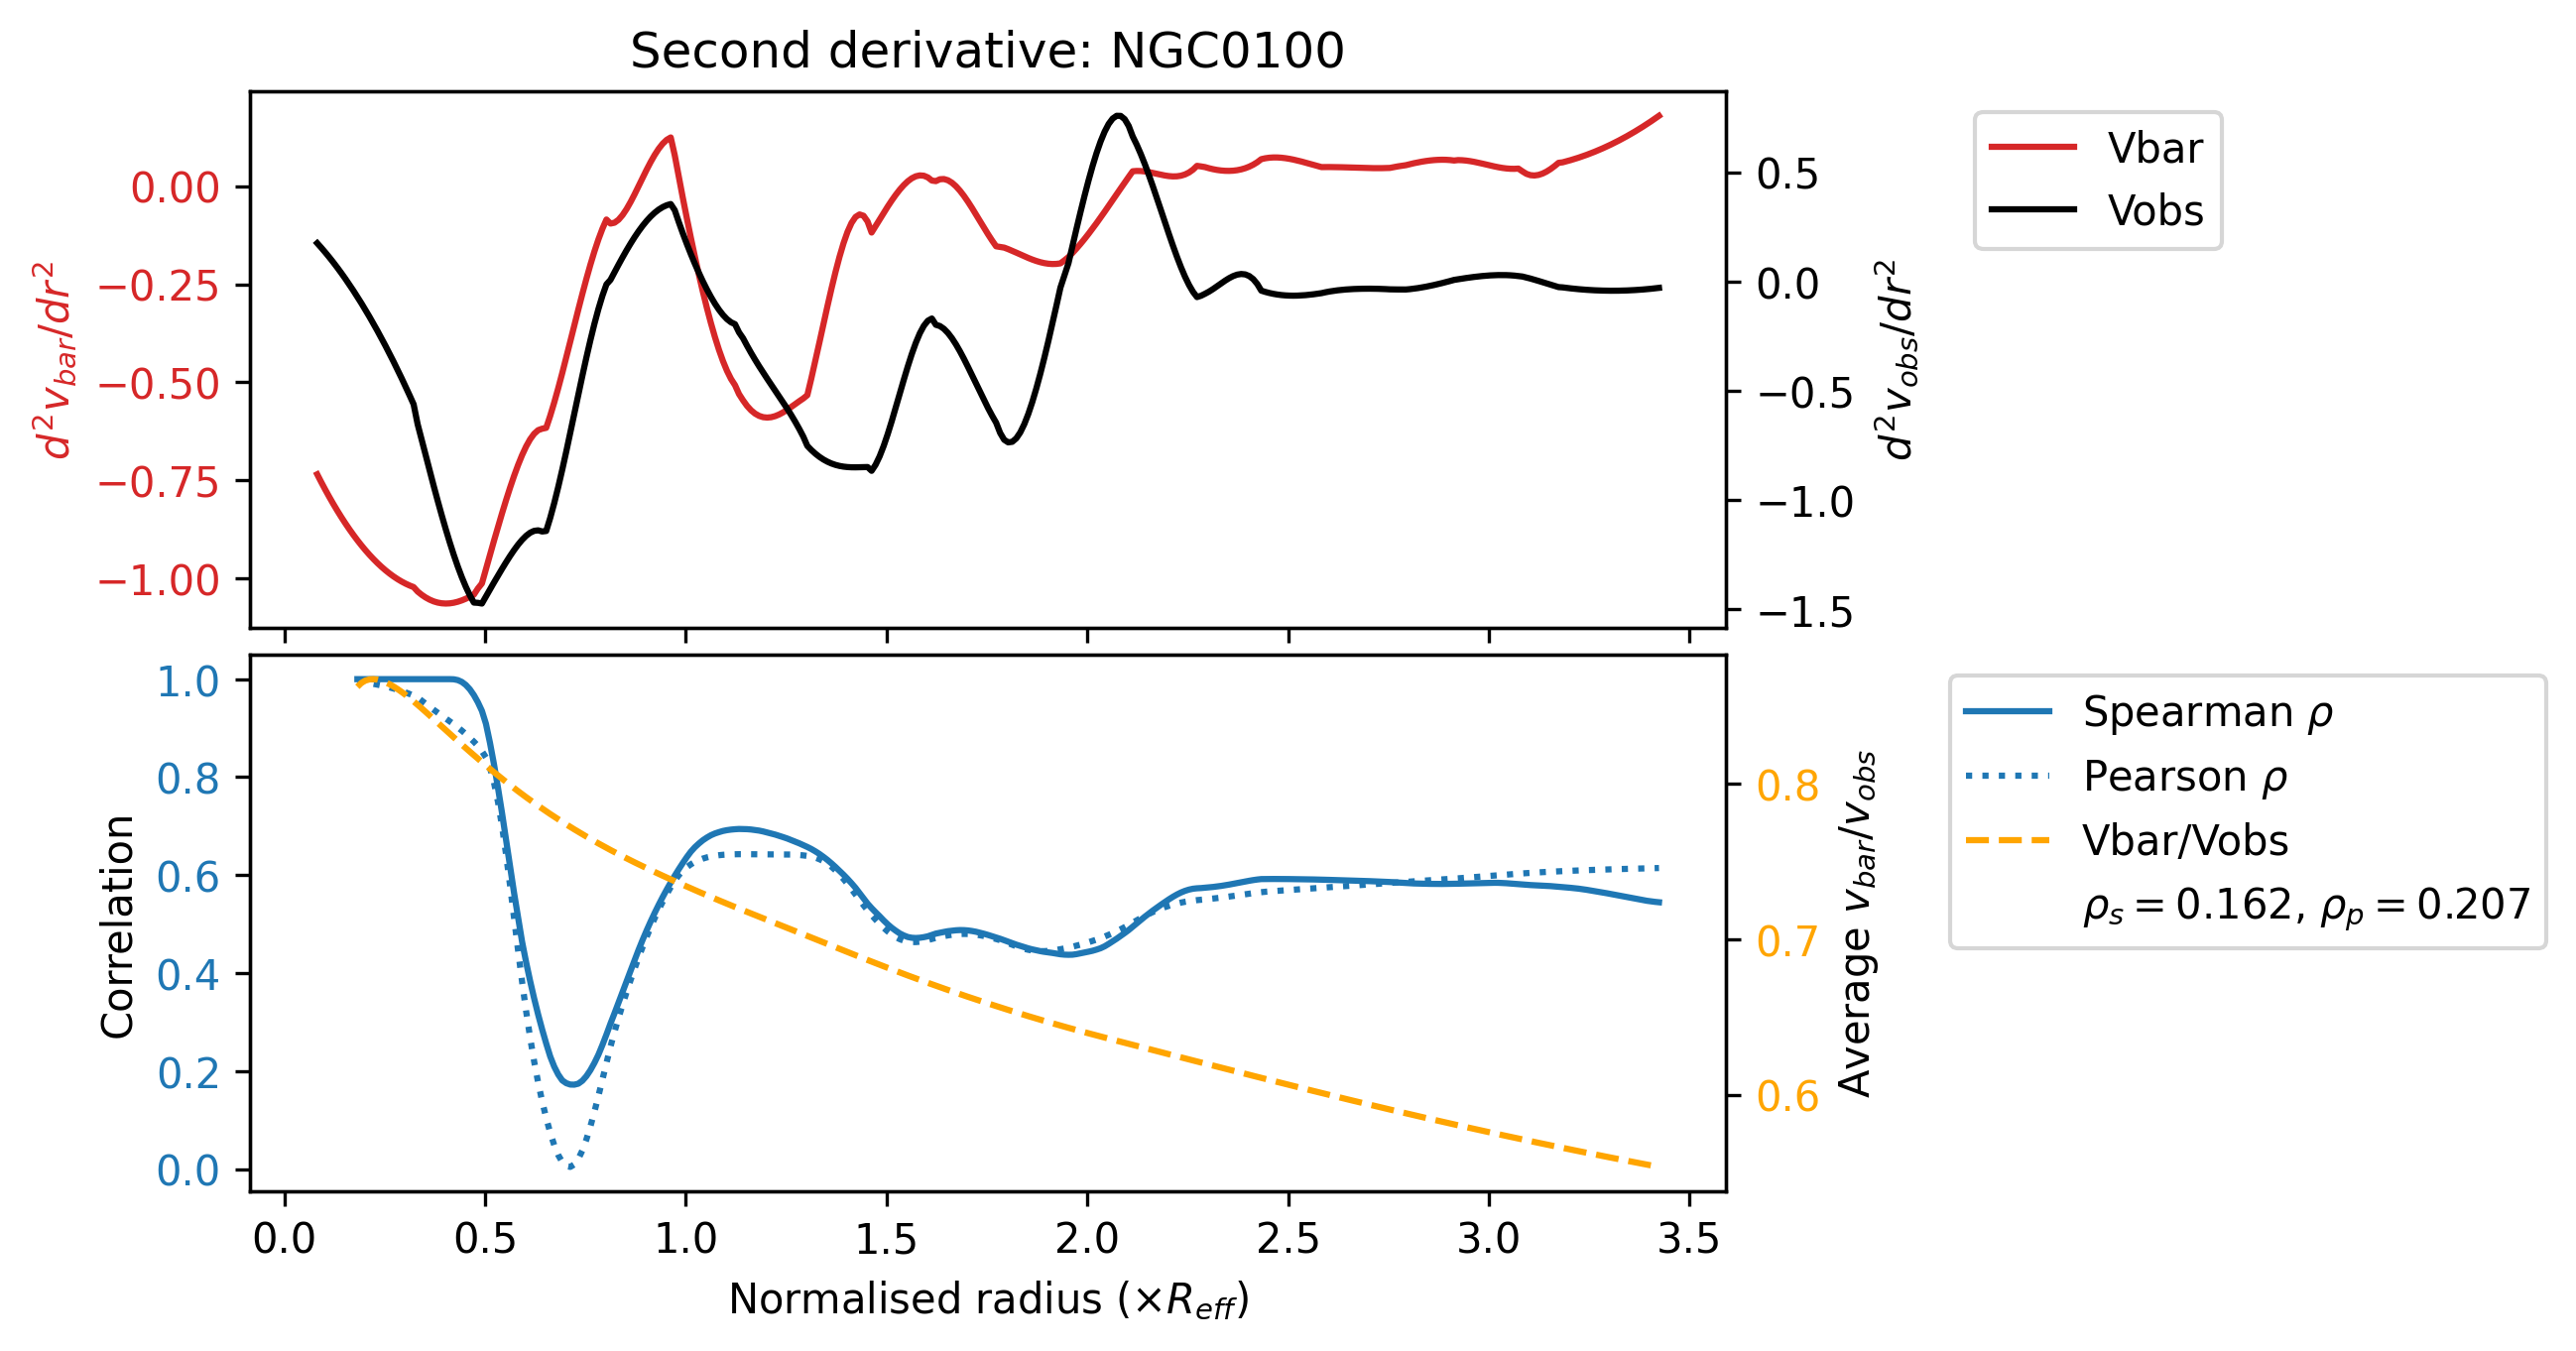 Second derivative: NGC0100
0.00
−0.25
−0.50
−0.75
−1.00
d²v_bar/dr²
0.5
0.0
−0.5
−1.0
−1.5
d²v_obs/dr²
Vbar
Vobs
1.0
0.8
0.6
0.4
0.2
0.0
Correlation
0.8
0.7
0.6
Average v_bar/v_obs
Spearman ρ
Pearson ρ
Vbar/Vobs
ρ_s = 0.162, ρ_p = 0.207
0.0 0.5 1.0 1.5 2.0 2.5 3.0 3.5
Normalised radius (×R_eff)